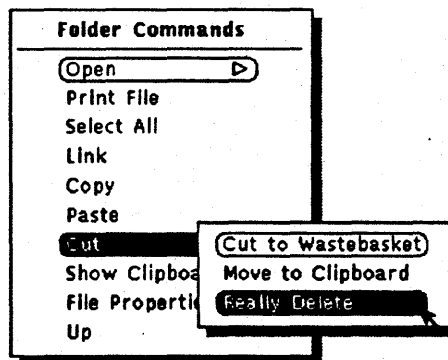 Folder Commands
Open
Print File
Select All
Link
Copy
Paste
Cut
Cut to Wastebasket
Show Clipboa
Move to Clipboard
File Properti
Really Delete
Up